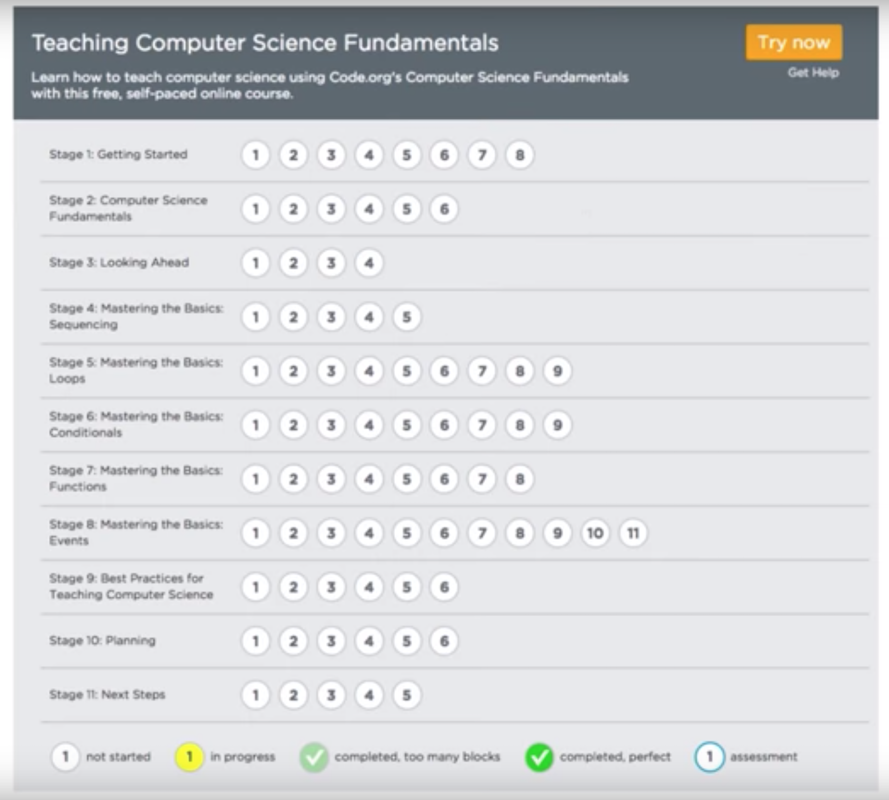 Teaching Computer Science Fundamentals
Try now
Get Help
Learn how to teach computer science using Code.org's Computer Science Fundamentals
with this free, self-paced online course.
Stage 1: Getting Started 1 2 3 4 5 6 7 8
Stage 2: Computer Science
Fundamentals 1 2 3 4 5 6
Stage 3: Looking Ahead 1 2 3 4
Stage 4: Mastering the Basics:
Sequencing 1 2 3 4 5
Stage 5: Mastering the Basics:
Loops 1 2 3 4 5 6 7 8 9
Stage 6: Mastering the Basics:
Conditionals 1 2 3 4 5 6 7 8 9
Stage 7: Mastering the Basics:
Functions 1 2 3 4 5 6 7 8
Stage 8: Mastering the Basics:
Events 1 2 3 4 5 6 7 8 9 10 11
Stage 9: Best Practices for
Teaching Computer Science 1 2 3 4 5 6
Stage 10: Planning 1 2 3 4 5 6
Stage 11: Next Steps 1 2 3 4 5
1 not started 1 in progress completed, too many blocks completed, perfect 1 assessment